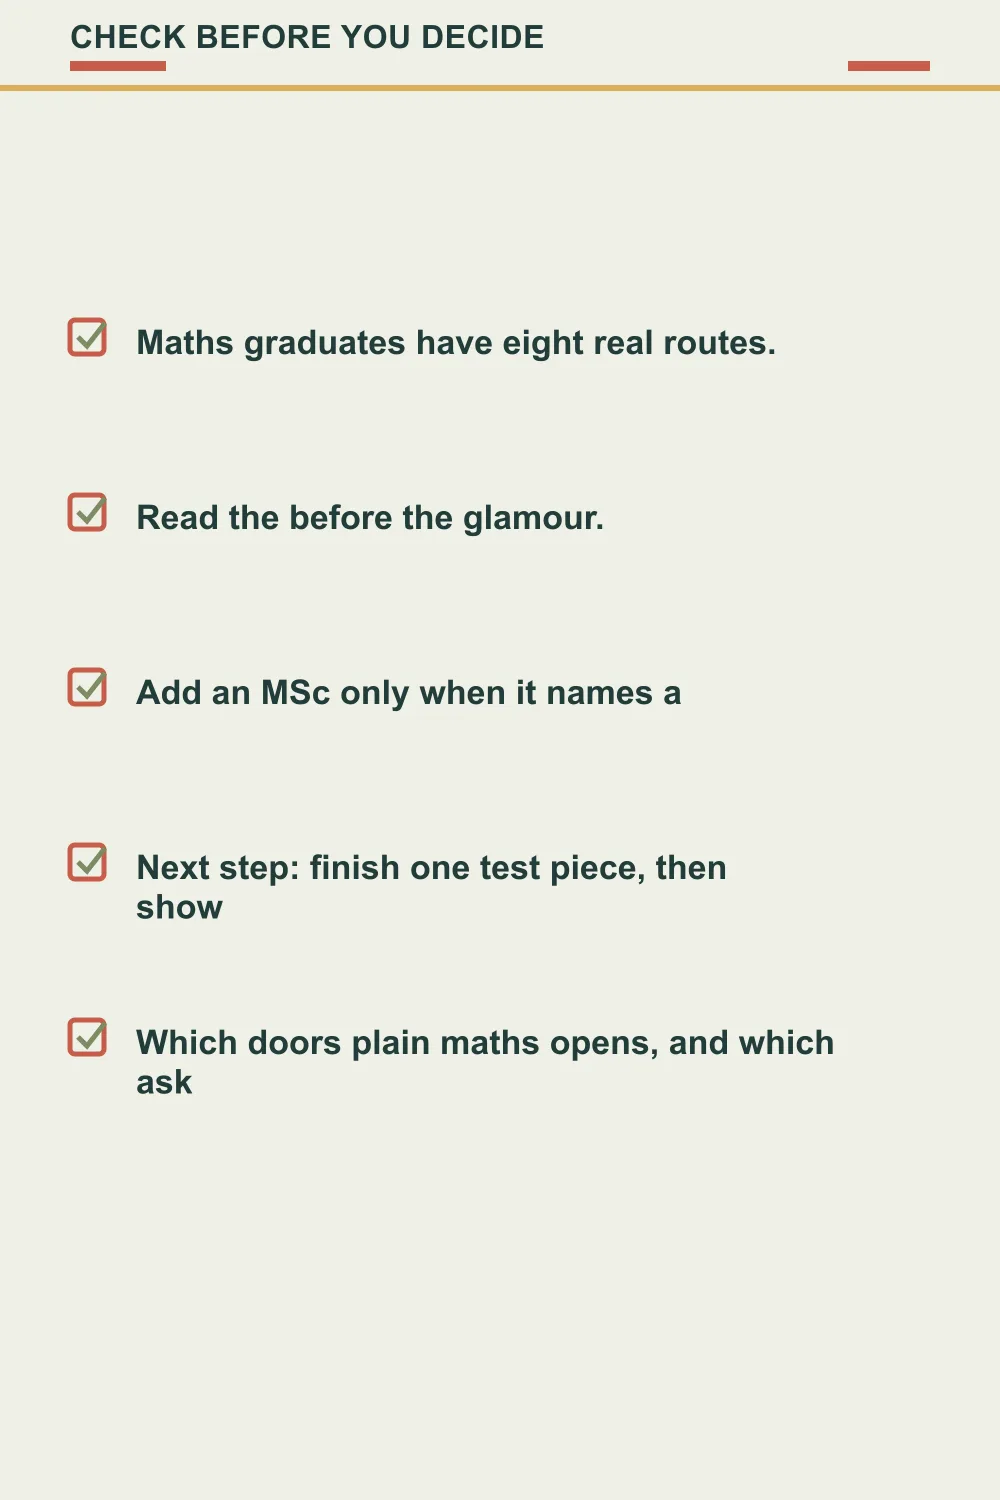 CHECK BEFORE YOU DECIDE
Maths graduates have eight real routes.
Read the before the glamour.
Add an MSc only when it names a
Next step: finish one test piece, then
show
Which doors plain maths opens, and which
ask